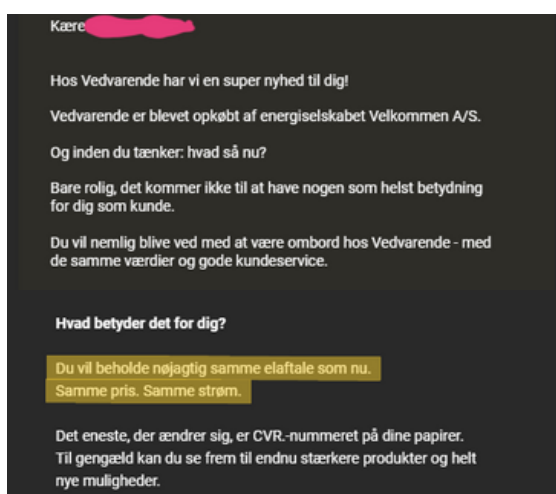 Kære
Hos Vedvarende har vi en super nyhed til dig!
Vedvarende er blevet opkøbt af energiselskabet Velkommen A/S.
Og inden du tænker: hvad så nu?
Bare rolig, det kommer ikke til at have nogen som helst betydning
for dig som kunde.
Du vil nemlig blive ved med at være ombord hos Vedvarende - med
de samme værdier og gode kundeservice.
Hvad betyder det for dig?
Du vil beholde nøjagtig samme elaftale som nu.
Samme pris. Samme strøm.
Det eneste, der ændrer sig, er CVR.-nummeret på dine papirer.
Til gengæld kan du se frem til endnu stærkere produkter og helt
nye muligheder.